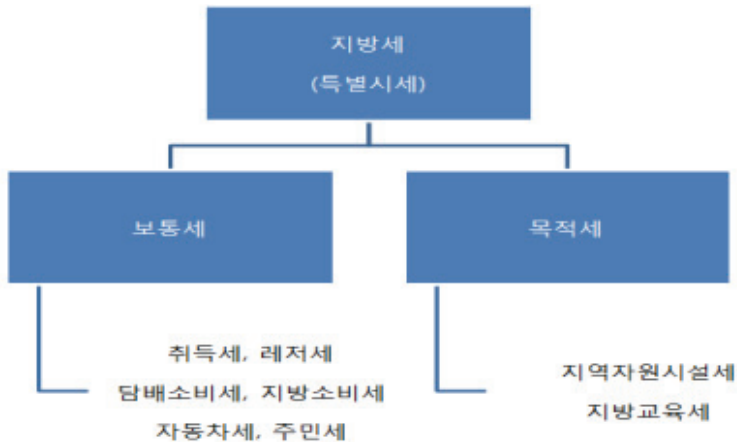 지방세
(특별시세)
보통세
목적세
취득세, 레저세
담배소비세, 지방소비세
자동차세, 주민세
지역자원시설세
지방교육세